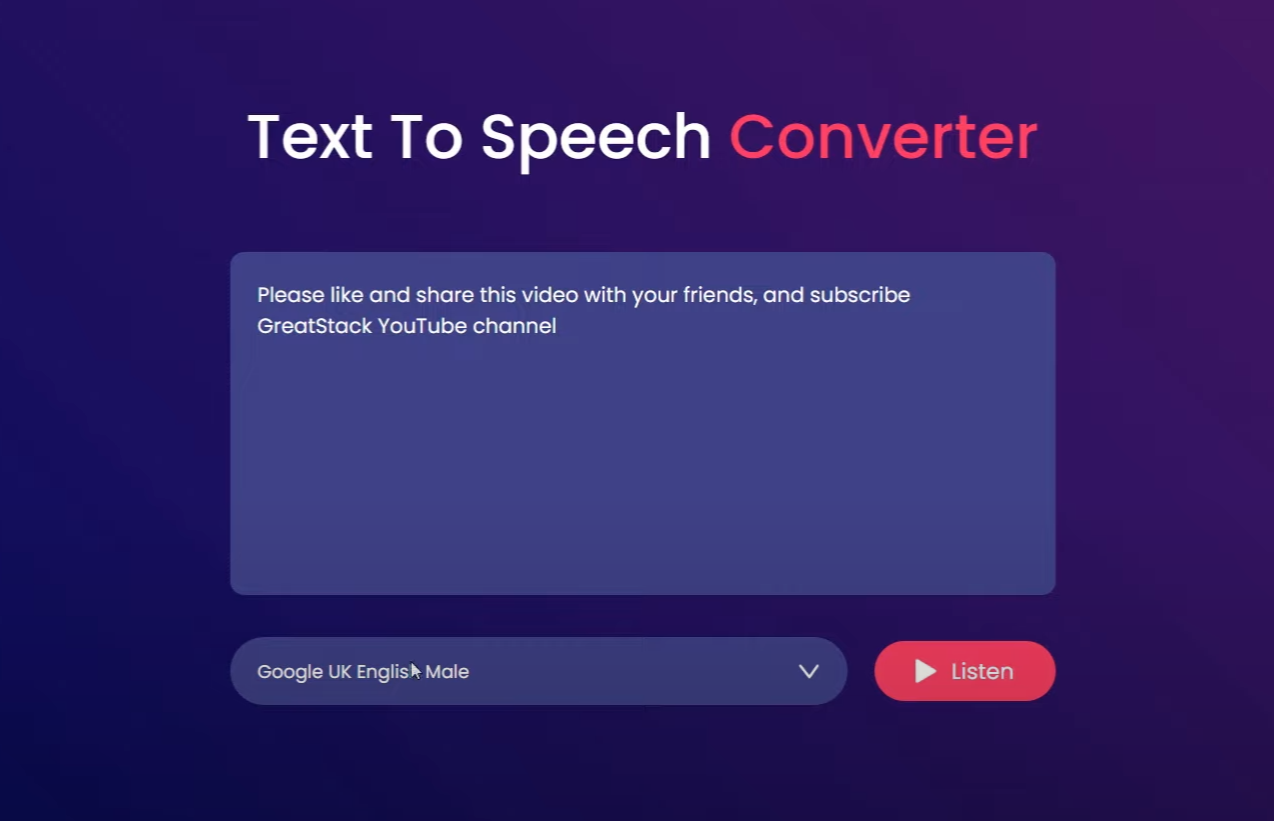 Text To Speech Converter
Please like and share this video with your friends, and subscribe
GreatStack YouTube channel
Google UK English Male
Listen